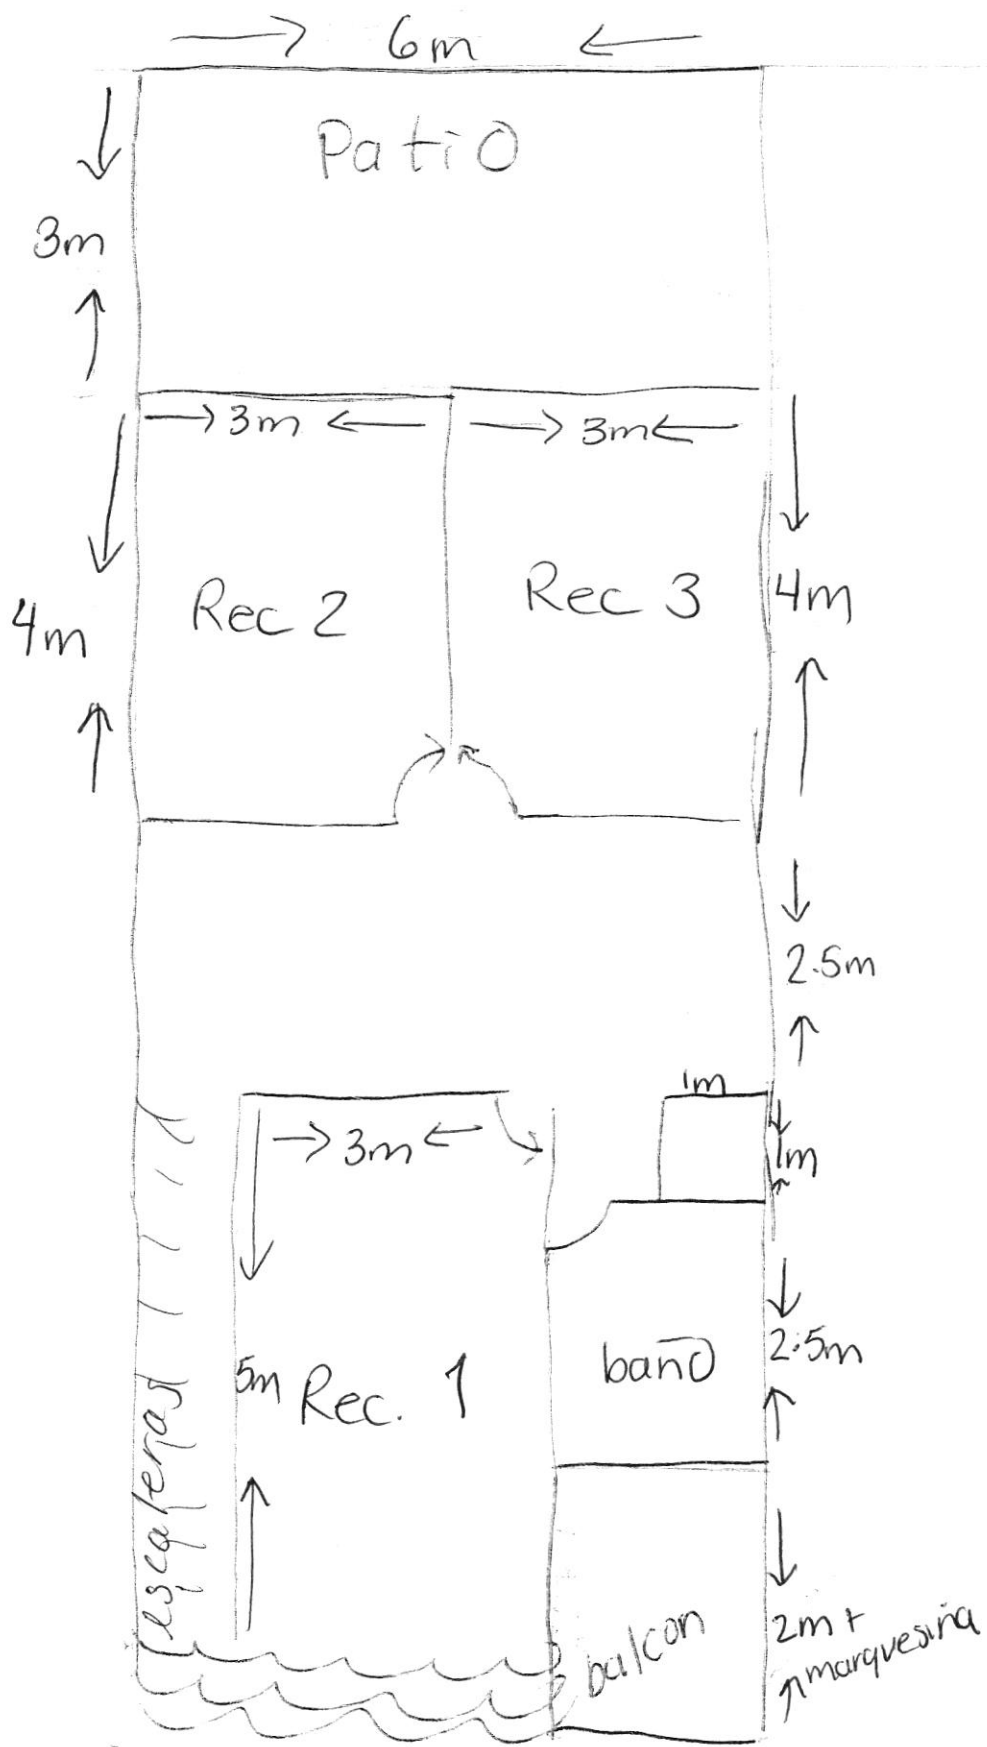 6m
Patio
3m
3m
3m
Rec 2
Rec 3
4m
4m
2.5m
1m
3m
1m
5m
Rec. 1
baño
2.5m
escaleras
balcon
2m +
marquesina